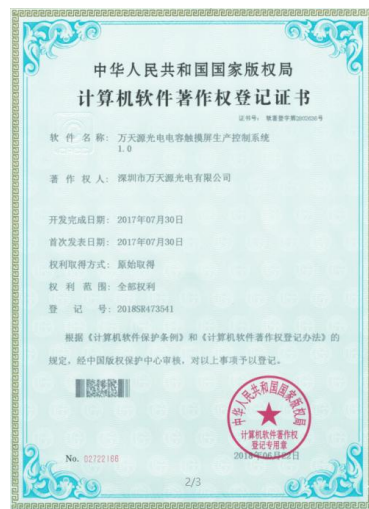 中华人民共和国国家版权局
计算机软件著作权登记证书
证书号：
软件名称： 万天源光电电容触摸屏生产控制系统
1.0
著作权人： 深圳市万天源光电有限公司
开发完成日期： 2017年07月30日
首次发表日期： 2017年07月30日
权利取得方式： 原始取得
权利范围： 全部权利
登记号： 2018SR473541
根据《计算机软件保护条例》和《计算机软件著作权登记办法》的
规定，经中国版权保护中心审核，对以上事项予以登记。
中华人民共和国国家版权局
计算机软件著作权
登记专用章
No. 02722166
2/3